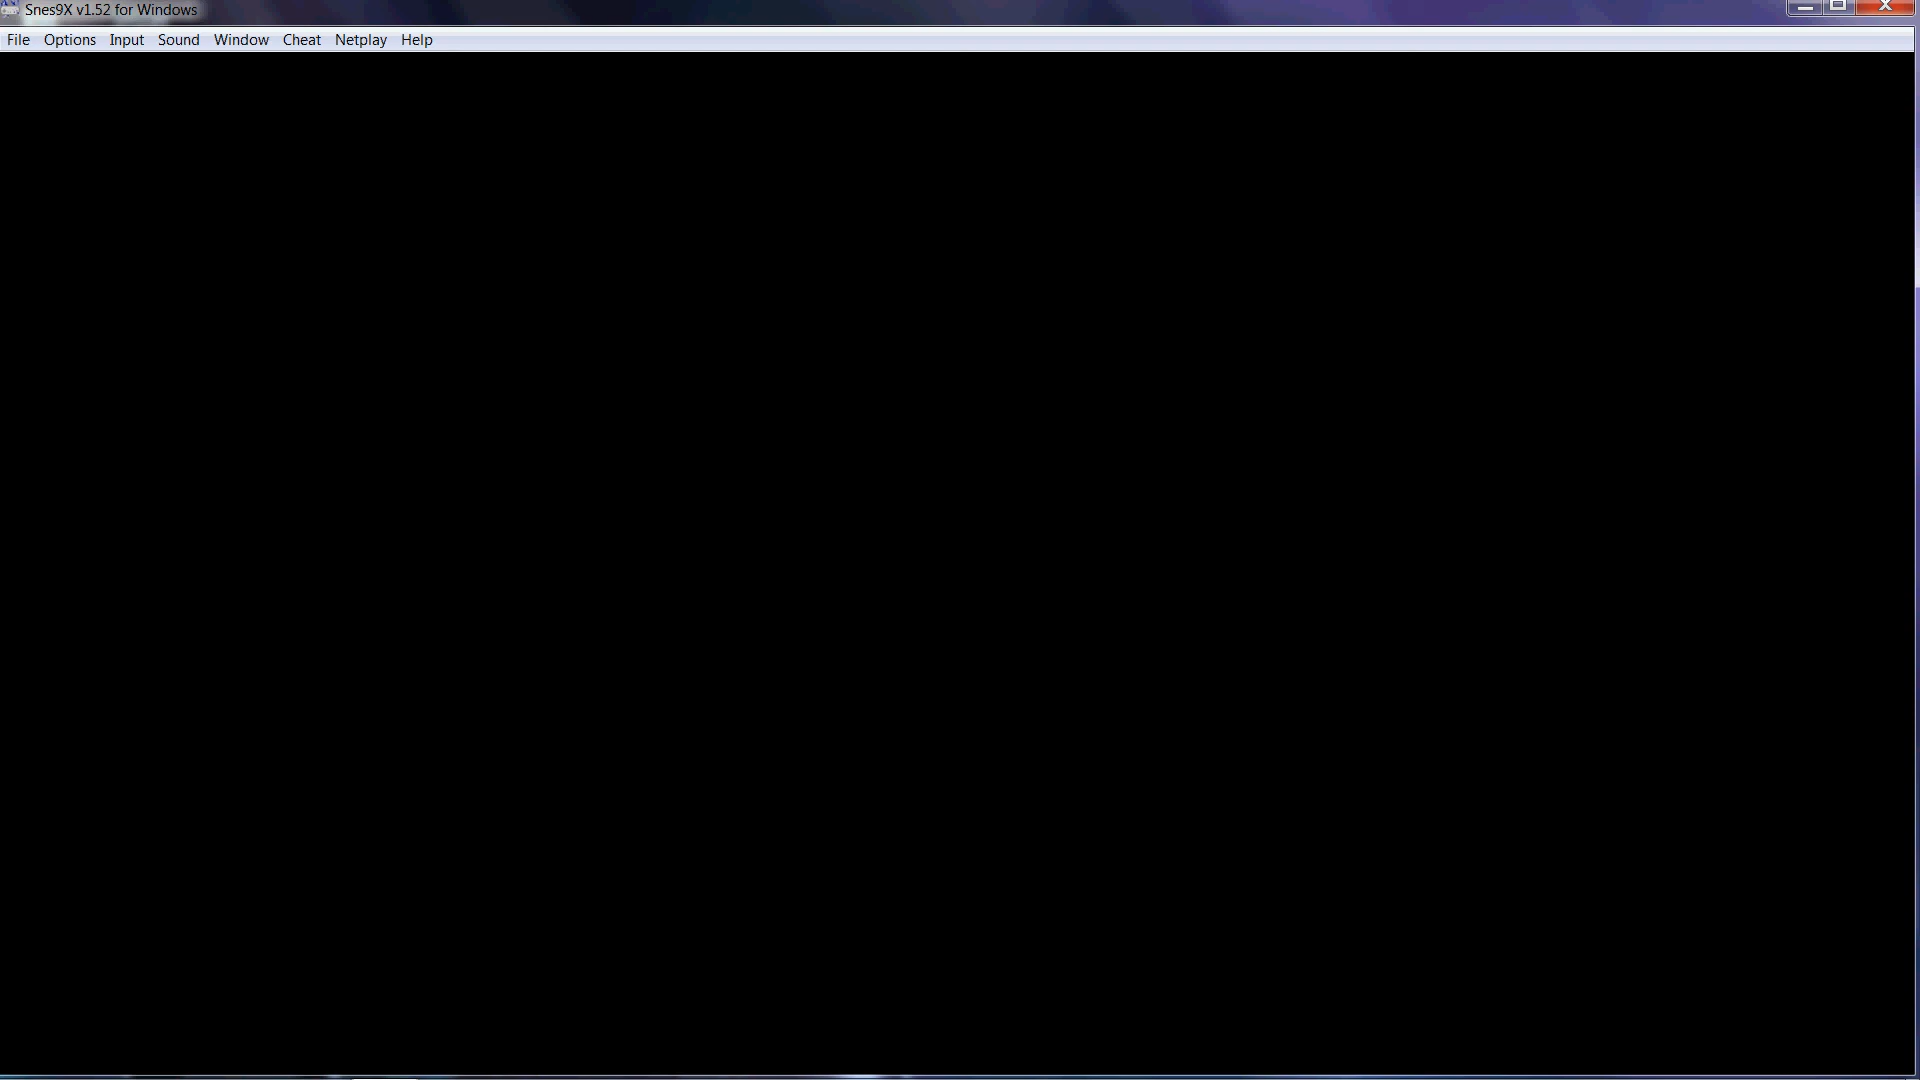 Snes9X v1.52 for Windows
File Options Input Sound Window Cheat Netplay Help